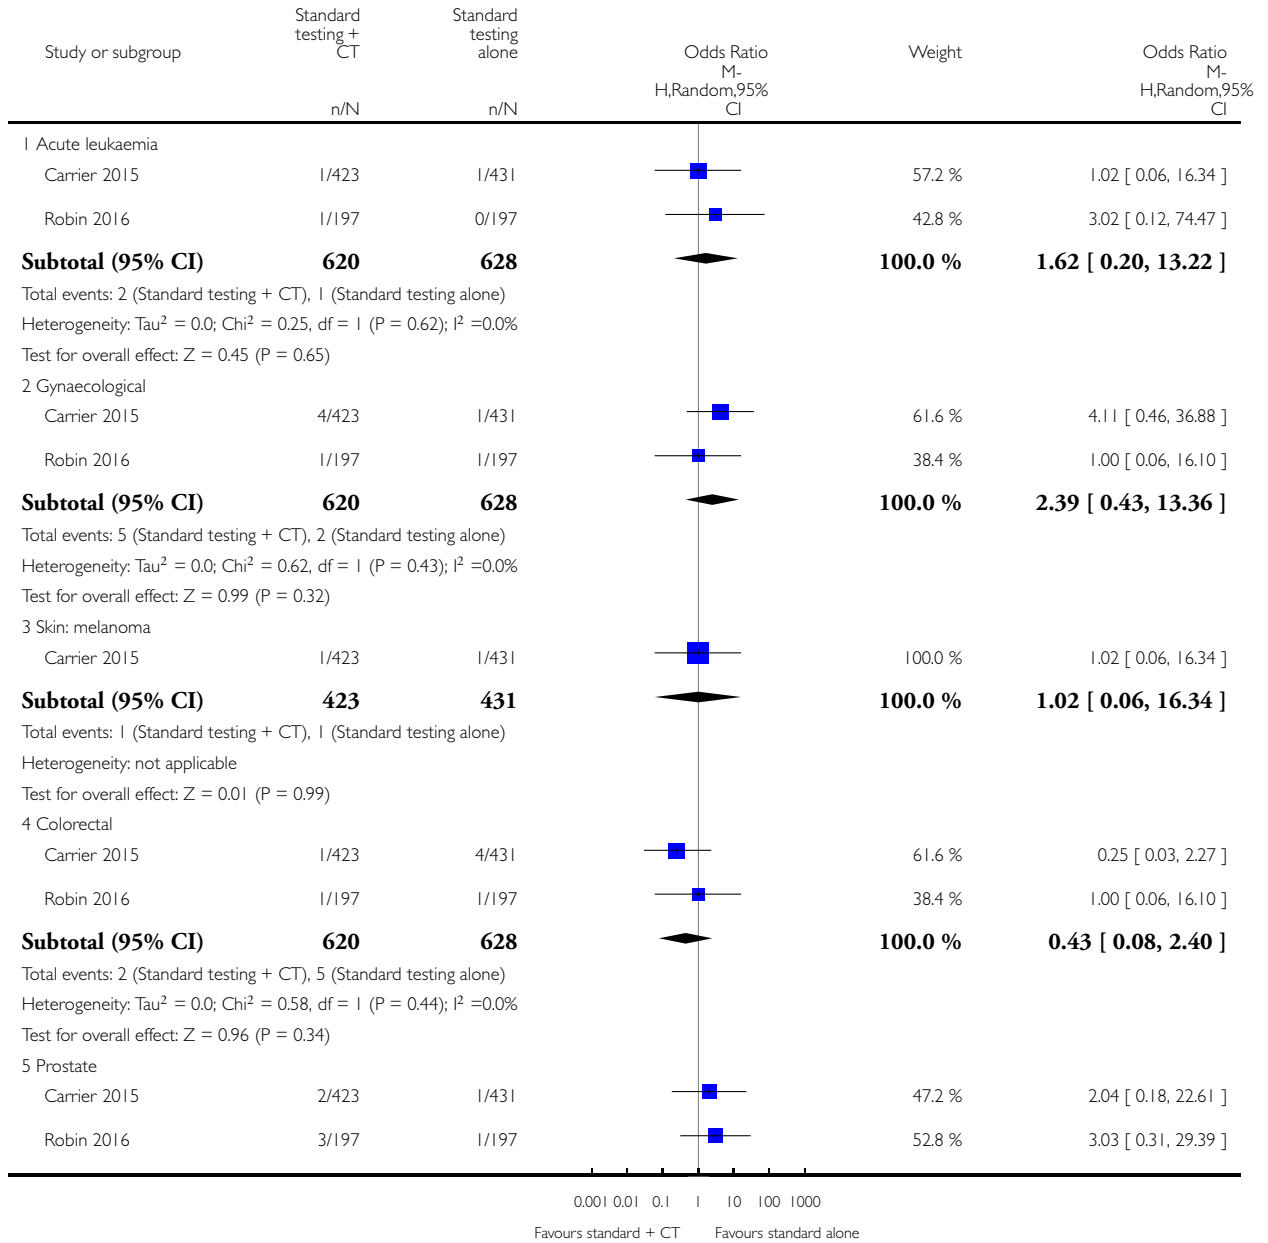 Study or subgroup Standard testing + CT Standard testing alone Odds Ratio Weight Odds Ratio
n/N n/N M-H,Random,95% CI M-H,Random,95% CI
1 Acute leukaemia
Carrier 2015 1/423 1/431 57.2 % 1.02 [ 0.06, 16.34 ]
Robin 2016 1/197 0/197 42.8 % 3.02 [ 0.12, 74.47 ]
Subtotal (95% CI) 620 628 100.0 % 1.62 [ 0.20, 13.22 ]
Total events: 2 (Standard testing + CT), 1 (Standard testing alone)
Heterogeneity: Tau² = 0.0; Chi² = 0.25, df = 1 (P = 0.62); I² =0.0%
Test for overall effect: Z = 0.45 (P = 0.65)
2 Gynaecological
Carrier 2015 4/423 1/431 61.6 % 4.11 [ 0.46, 36.88 ]
Robin 2016 1/197 1/197 38.4 % 1.00 [ 0.06, 16.10 ]
Subtotal (95% CI) 620 628 100.0 % 2.39 [ 0.43, 13.36 ]
Total events: 5 (Standard testing + CT), 2 (Standard testing alone)
Heterogeneity: Tau² = 0.0; Chi² = 0.62, df = 1 (P = 0.43); I² =0.0%
Test for overall effect: Z = 0.99 (P = 0.32)
3 Skin: melanoma
Carrier 2015 1/423 1/431 100.0 % 1.02 [ 0.06, 16.34 ]
Subtotal (95% CI) 423 431 100.0 % 1.02 [ 0.06, 16.34 ]
Total events: 1 (Standard testing + CT), 1 (Standard testing alone)
Heterogeneity: not applicable
Test for overall effect: Z = 0.01 (P = 0.99)
4 Colorectal
Carrier 2015 1/423 4/431 61.6 % 0.25 [ 0.03, 2.27 ]
Robin 2016 1/197 1/197 38.4 % 1.00 [ 0.06, 16.10 ]
Subtotal (95% CI) 620 628 100.0 % 0.43 [ 0.08, 2.40 ]
Total events: 2 (Standard testing + CT), 5 (Standard testing alone)
Heterogeneity: Tau² = 0.0; Chi² = 0.58, df = 1 (P = 0.44); I² =0.0%
Test for overall effect: Z = 0.96 (P = 0.34)
5 Prostate
Carrier 2015 2/423 1/431 47.2 % 2.04 [ 0.18, 22.61 ]
Robin 2016 3/197 1/197 52.8 % 3.03 [ 0.31, 29.39 ]
0.001 0.01 0.1 1 10 100 1000
Favours standard + CT Favours standard alone